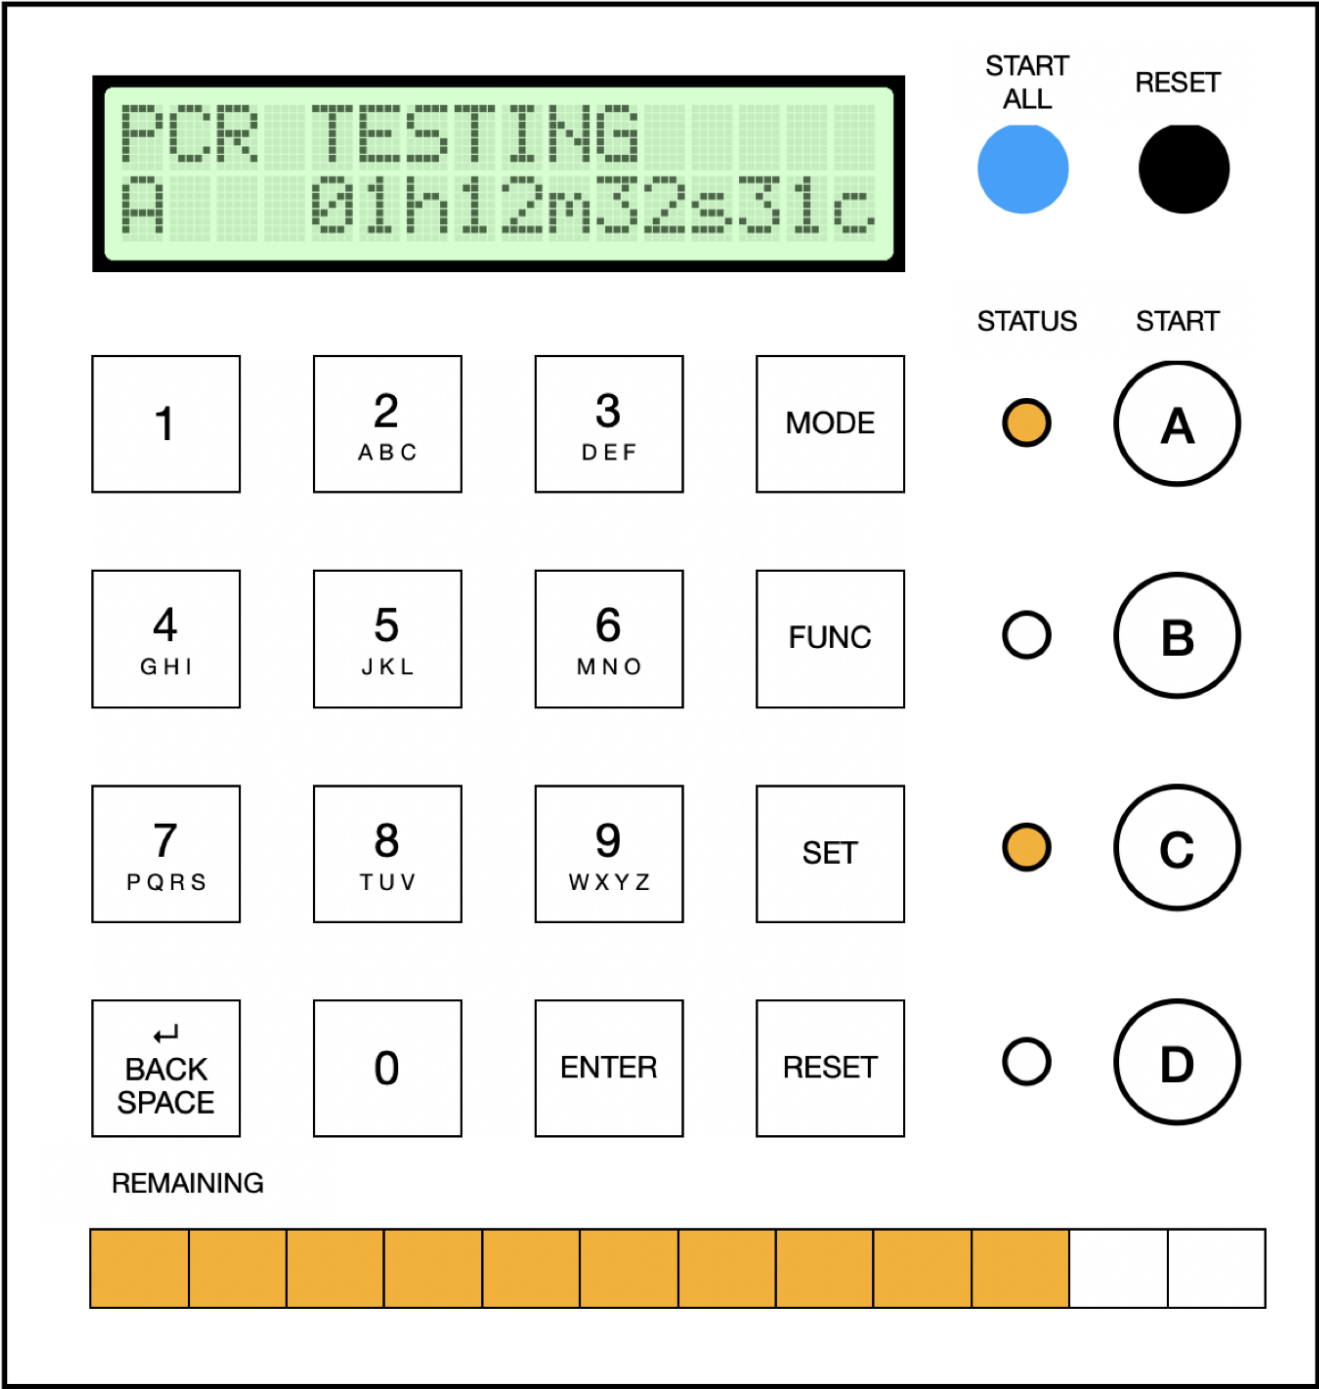 PCR TESTING
A 01h12m32s31c
START ALL
RESET
STATUS
START
1
2
ABC
3
DEF
MODE
A
4
GHI
5
JKL
6
MNO
FUNC
B
7
PQRS
8
TUV
9
WXYZ
SET
C
↵
BACK
SPACE
0
ENTER
RESET
D
REMAINING